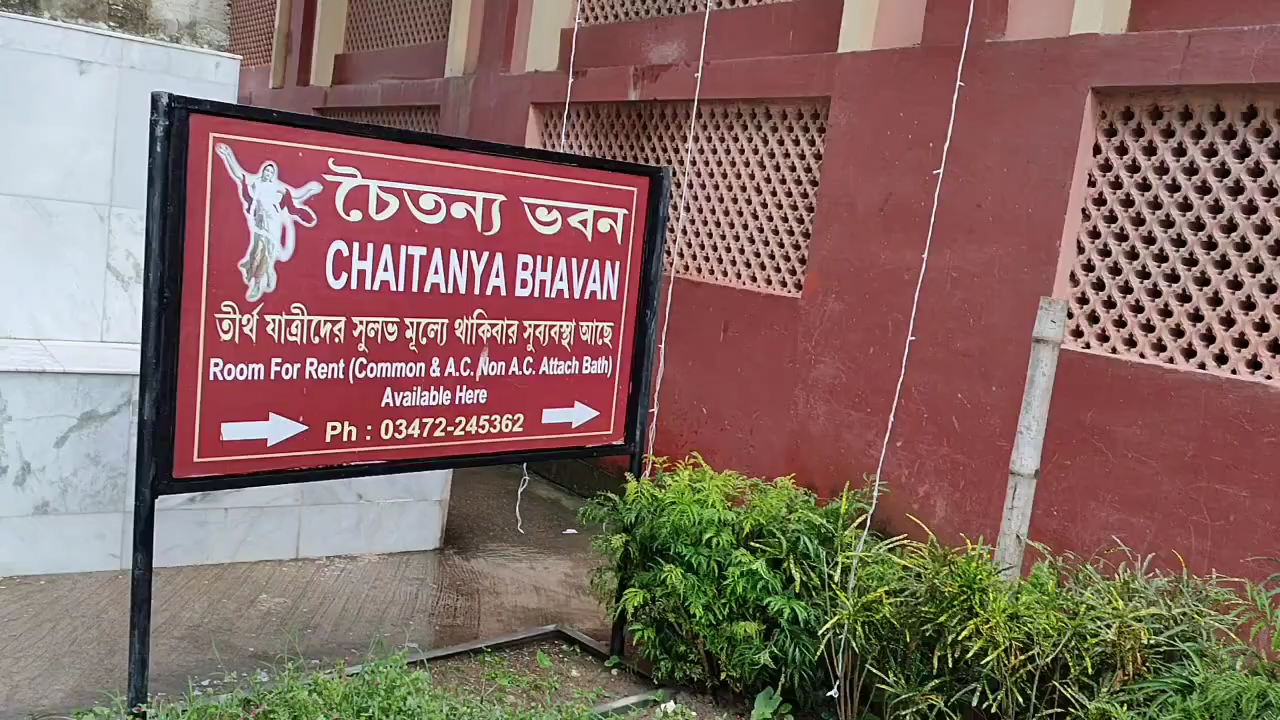 চৈতন্য ভবন
CHAITANYA BHAVAN
তীর্থ যাত্রীদের সুলভ মূল্যে থাকিবার সুব্যবস্থা আছে
Room For Rent (Common & A.C. Non A.C. Attach Bath)
Available Here
Ph : 03472-245362